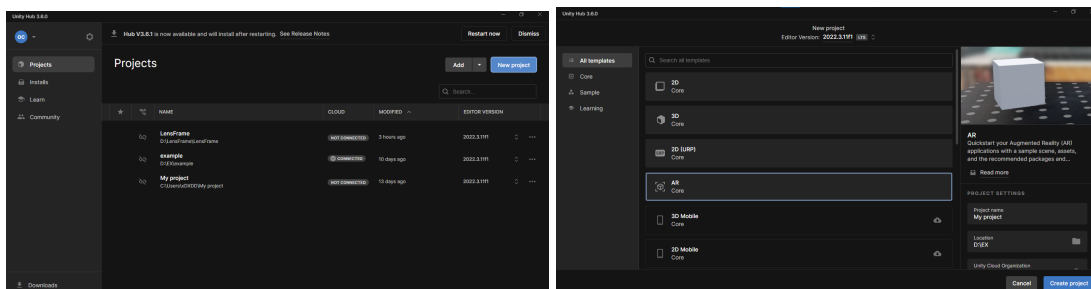 Unity Hub 3.6.0
OC
Hub V3.6.1 is now available and will install after restarting. See Release Notes
Restart now
Dismiss
Projects
Installs
Learn
Community
Downloads
Projects
Add
New project
Search...
NAME
CLOUD
MODIFIED
EDITOR VERSION
LensFrame
D:\LensFrame\LensFrame
NOT CONNECTED
3 hours ago
2022.3.11f1
example
D:\EX\example
CONNECTED
10 days ago
2022.3.11f1
My project
NOT CONNECTED
13 days ago
2022.3.11f1
Unity Hub 3.6.0
New project
Editor Version: 2022.3.11f1 LTS
All templates
Core
Sample
Learning
Search all templates
2D
Core
3D
Core
2D (URP)
Core
AR
Core
3D Mobile
Core
2D Mobile
Core
AR
Quickstart your Augmented Reality (AR)
applications with a sample scene, assets,
and the recommended packages and...
Read more
PROJECT SETTINGS
Project name
My project
Location
D:\EX
Unity Cloud Organization
Cancel
Create project